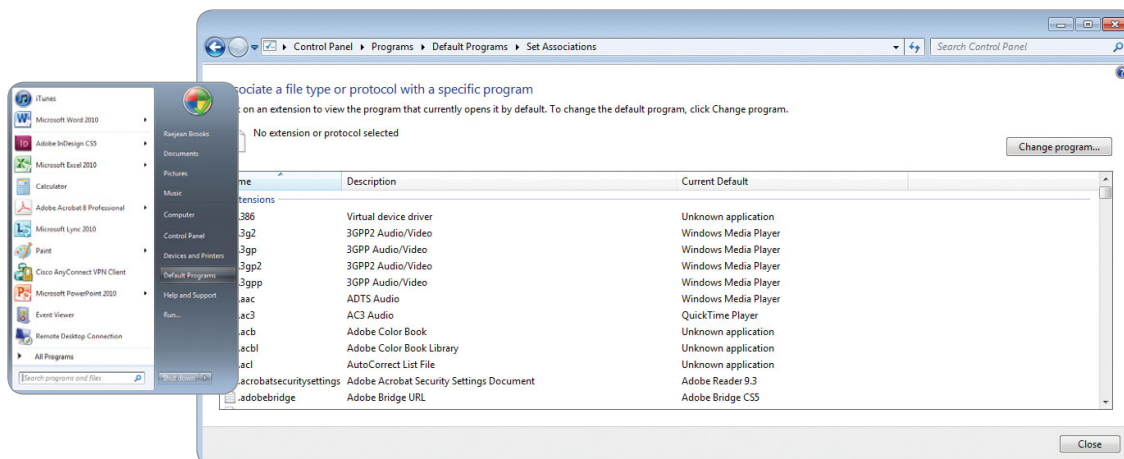 Control Panel ▸ Programs ▸ Default Programs ▸ Set Associations
Search Control Panel
sociate a file type or protocol with a specific program
on an extension to view the program that currently opens it by default. To change the default program, click Change program.
No extension or protocol selected
Change program...
me Description Current Default
tensions
.386 Virtual device driver Unknown application
.3g2 3GPP2 Audio/Video Windows Media Player
.3gp 3GPP Audio/Video Windows Media Player
.3gp2 3GPP2 Audio/Video Windows Media Player
.3gpp 3GPP Audio/Video Windows Media Player
.aac ADTS Audio Windows Media Player
.ac3 AC3 Audio QuickTime Player
.acb Adobe Color Book Unknown application
.acbl Adobe Color Book Library Unknown application
.acl AutoCorrect List File Unknown application
.acrobatsecuritysettings Adobe Acrobat Security Settings Document Adobe Reader 9.3
.adobebridge Adobe Bridge URL Adobe Bridge CS5
Close
iTunes
Microsoft Word 2010
Adobe InDesign CS5
Microsoft Excel 2010
Calculator
Adobe Acrobat 8 Professional
Microsoft Lync 2010
Paint
Cisco AnyConnect VPN Client
Microsoft PowerPoint 2010
Event Viewer
Remote Desktop Connection
All Programs
Search programs and files
Raejean Brooks
Documents
Pictures
Music
Computer
Control Panel
Devices and Printers
Default Programs
Help and Support
Run...
Shut down